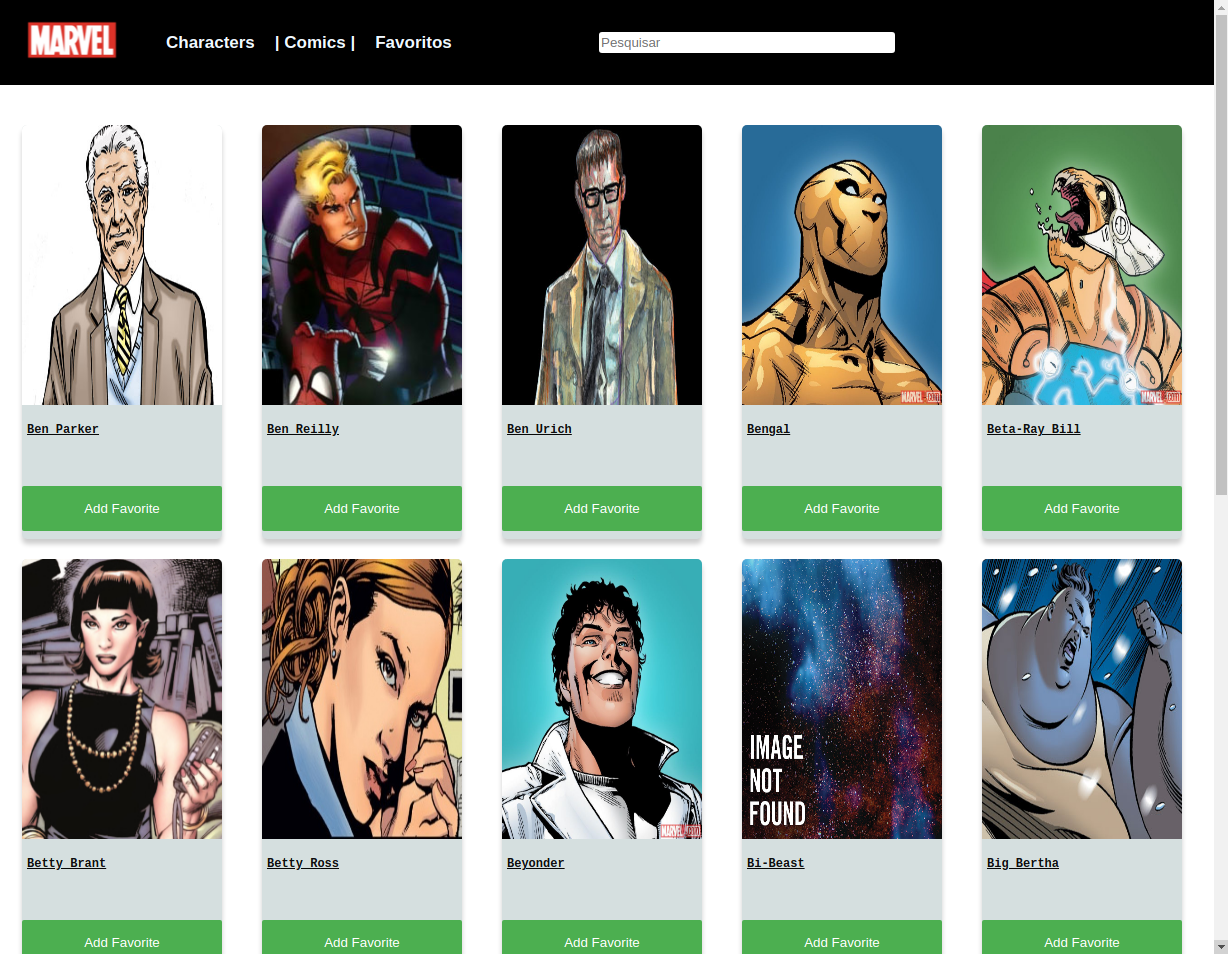 MARVEL
Characters | Comics | Favoritos
Pesquisar
MARVEL.com
MARVEL.com
Ben Parker
Ben Reilly
Ben Urich
Bengal
Beta-Ray Bill
Add Favorite
Add Favorite
Add Favorite
Add Favorite
Add Favorite
IMAGE
NOT
FOUND
MARVEL.com
Betty Brant
Betty Ross
Beyonder
Bi-Beast
Big Bertha
Add Favorite
Add Favorite
Add Favorite
Add Favorite
Add Favorite